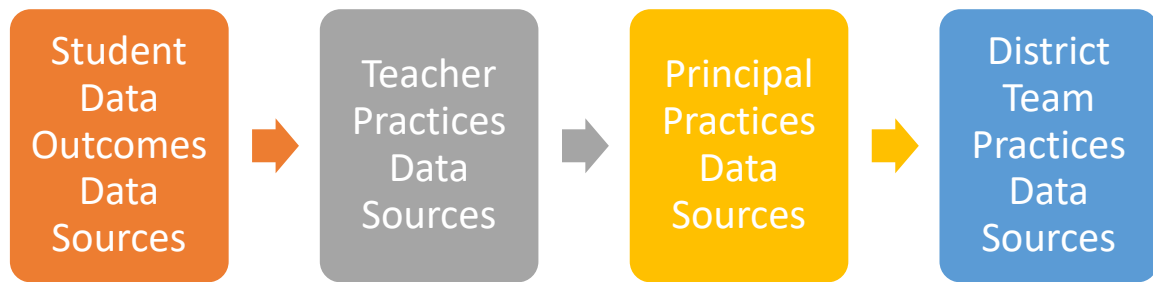 Student
Data
Outcomes
Data
Sources
Teacher
Practices
Data
Sources
Principal
Practices
Data
Sources
District
Team
Practices
Data
Sources